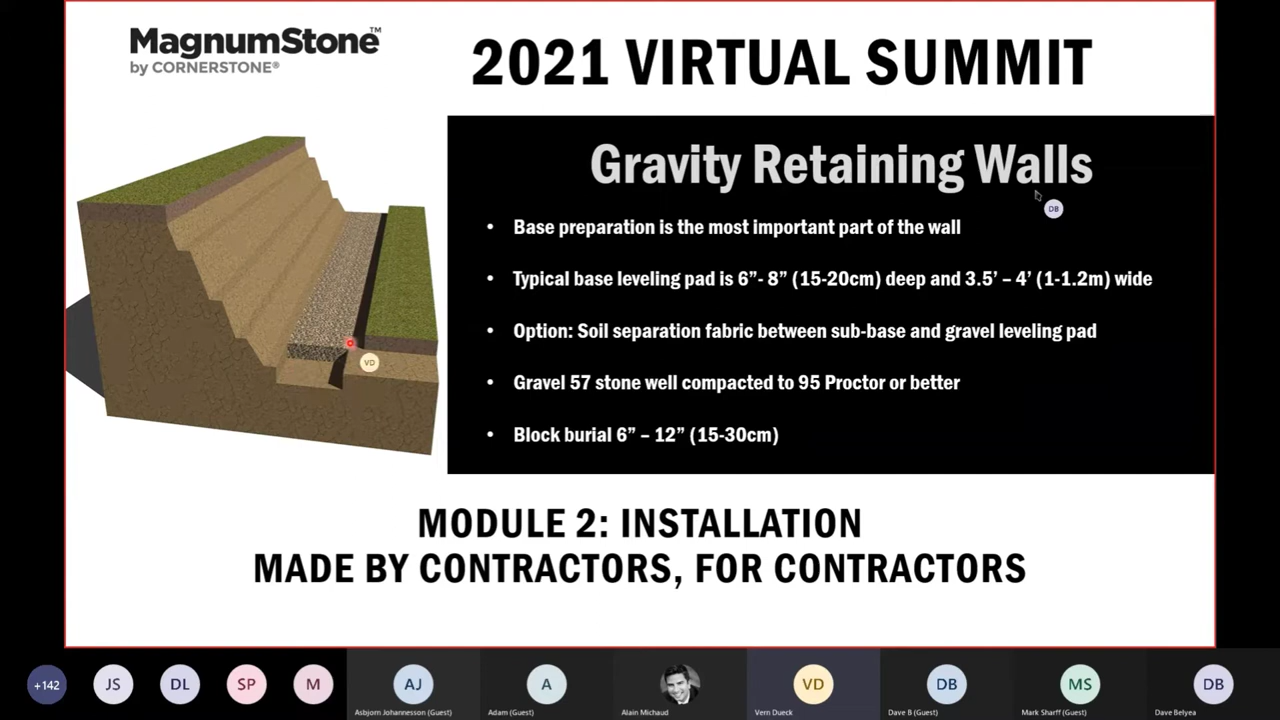 MagnumStone™
by CORNERSTONE®
2021 VIRTUAL SUMMIT
Gravity Retaining Walls
DB
• Base preparation is the most important part of the wall
• Typical base leveling pad is 6”- 8” (15-20cm) deep and 3.5’ – 4’ (1-1.2m) wide
• Option: Soil separation fabric between sub-base and gravel leveling pad
VD
• Gravel 57 stone well compacted to 95 Proctor or better
• Block burial 6” – 12” (15-30cm)
MODULE 2: INSTALLATION
MADE BY CONTRACTORS, FOR CONTRACTORS
+142 JS DL SP M AJ A VD DB MS DB
Asbjorn Johannesson (Guest) Adam (Guest) Alain Michaud Vern Dueck Dave B (Guest) Mark Sharff (Guest) Dave Belyea